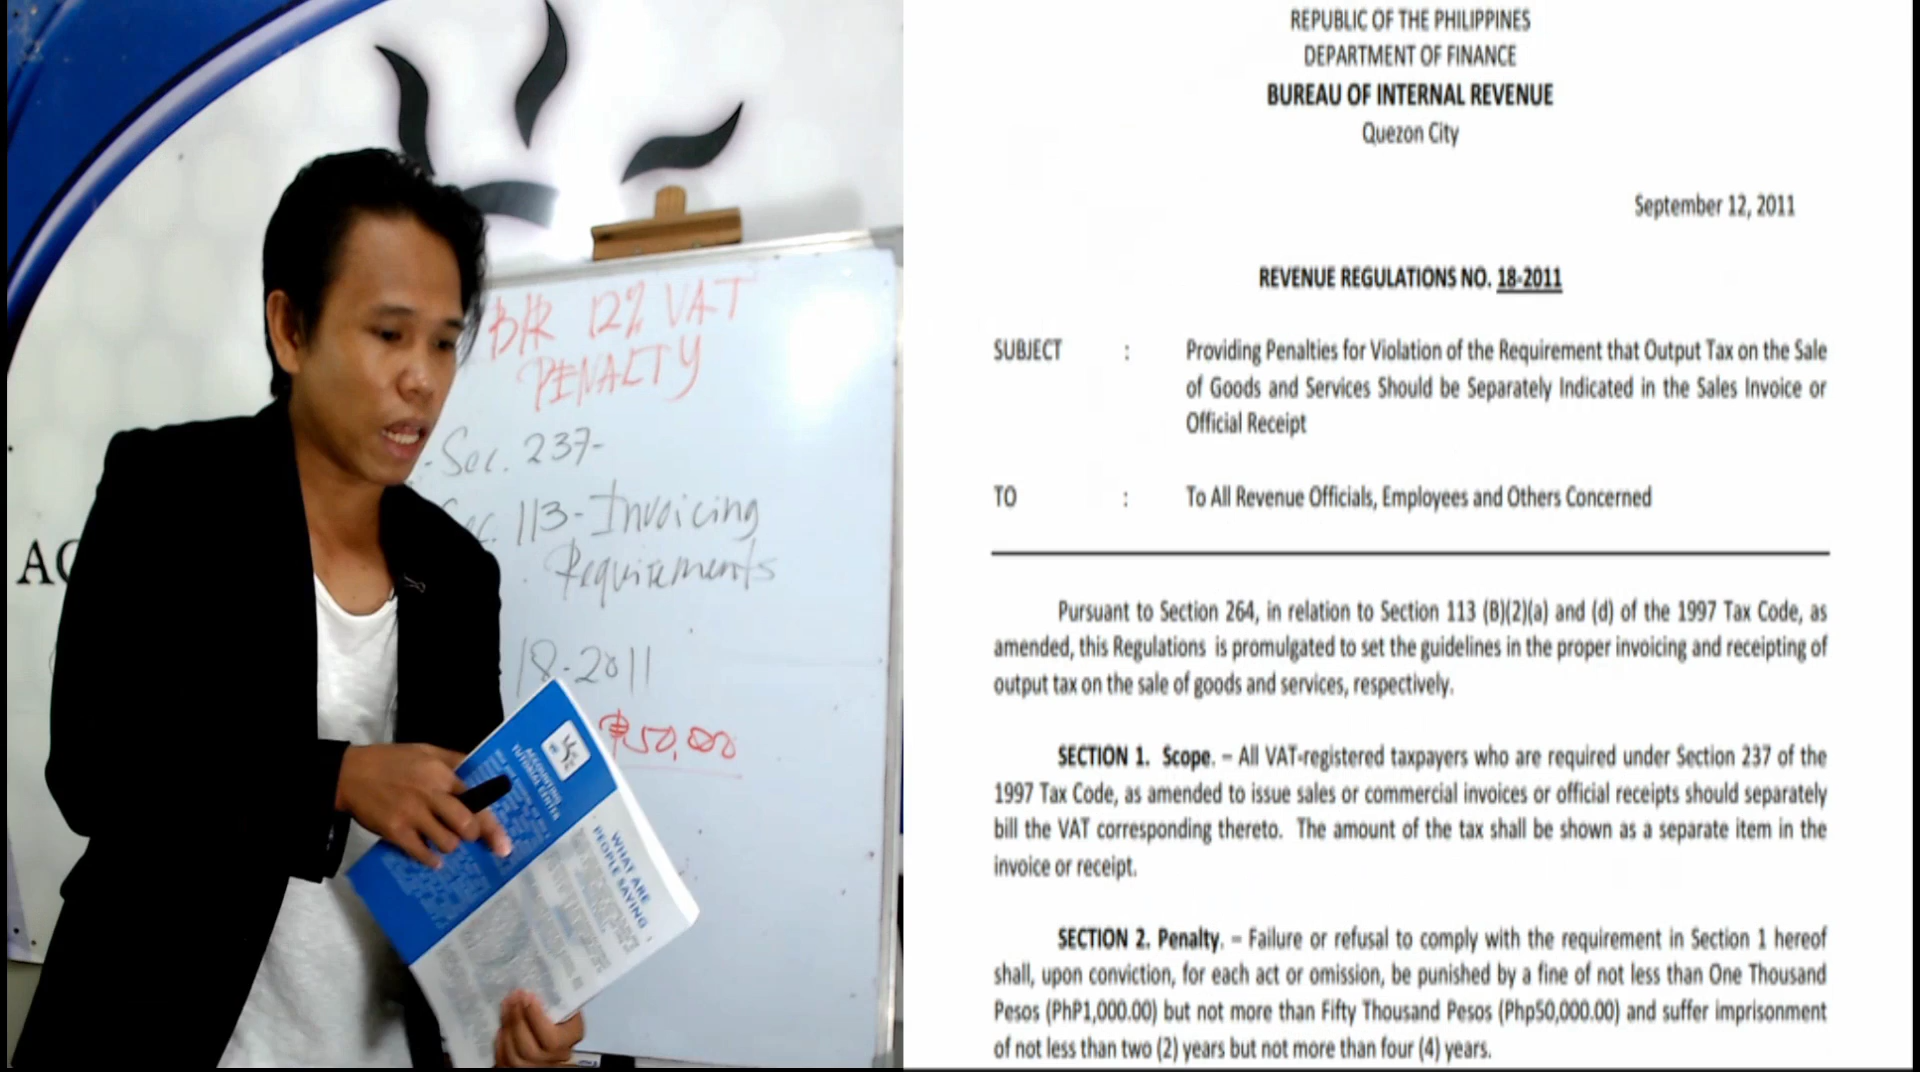 B/R 12% VAT
PENALTY
- Sec. 237-
Sec. 113 - Invoicing
Requirements
18-2011
₱50,000
AC
ACCOUNTING
TUTORIAL CENTER
WHAT ARE
PEOPLE SAYING
REPUBLIC OF THE PHILIPPINES
DEPARTMENT OF FINANCE
BUREAU OF INTERNAL REVENUE
Quezon City
September 12, 2011
REVENUE REGULATIONS NO. 18-2011
SUBJECT : Providing Penalties for Violation of the Requirement that Output Tax on the Sale
of Goods and Services Should be Separately Indicated in the Sales Invoice or
Official Receipt
TO : To All Revenue Officials, Employees and Others Concerned
Pursuant to Section 264, in relation to Section 113 (B)(2)(a) and (d) of the 1997 Tax Code, as
amended, this Regulations is promulgated to set the guidelines in the proper invoicing and receipting of
output tax on the sale of goods and services, respectively.
SECTION 1. Scope. – All VAT-registered taxpayers who are required under Section 237 of the
1997 Tax Code, as amended to issue sales or commercial invoices or official receipts should separately
bill the VAT corresponding thereto. The amount of the tax shall be shown as a separate item in the
invoice or receipt.
SECTION 2. Penalty. – Failure or refusal to comply with the requirement in Section 1 hereof
shall, upon conviction, for each act or omission, be punished by a fine of not less than One Thousand
Pesos (PhP1,000.00) but not more than Fifty Thousand Pesos (Php50,000.00) and suffer imprisonment
of not less than two (2) years but not more than four (4) years.